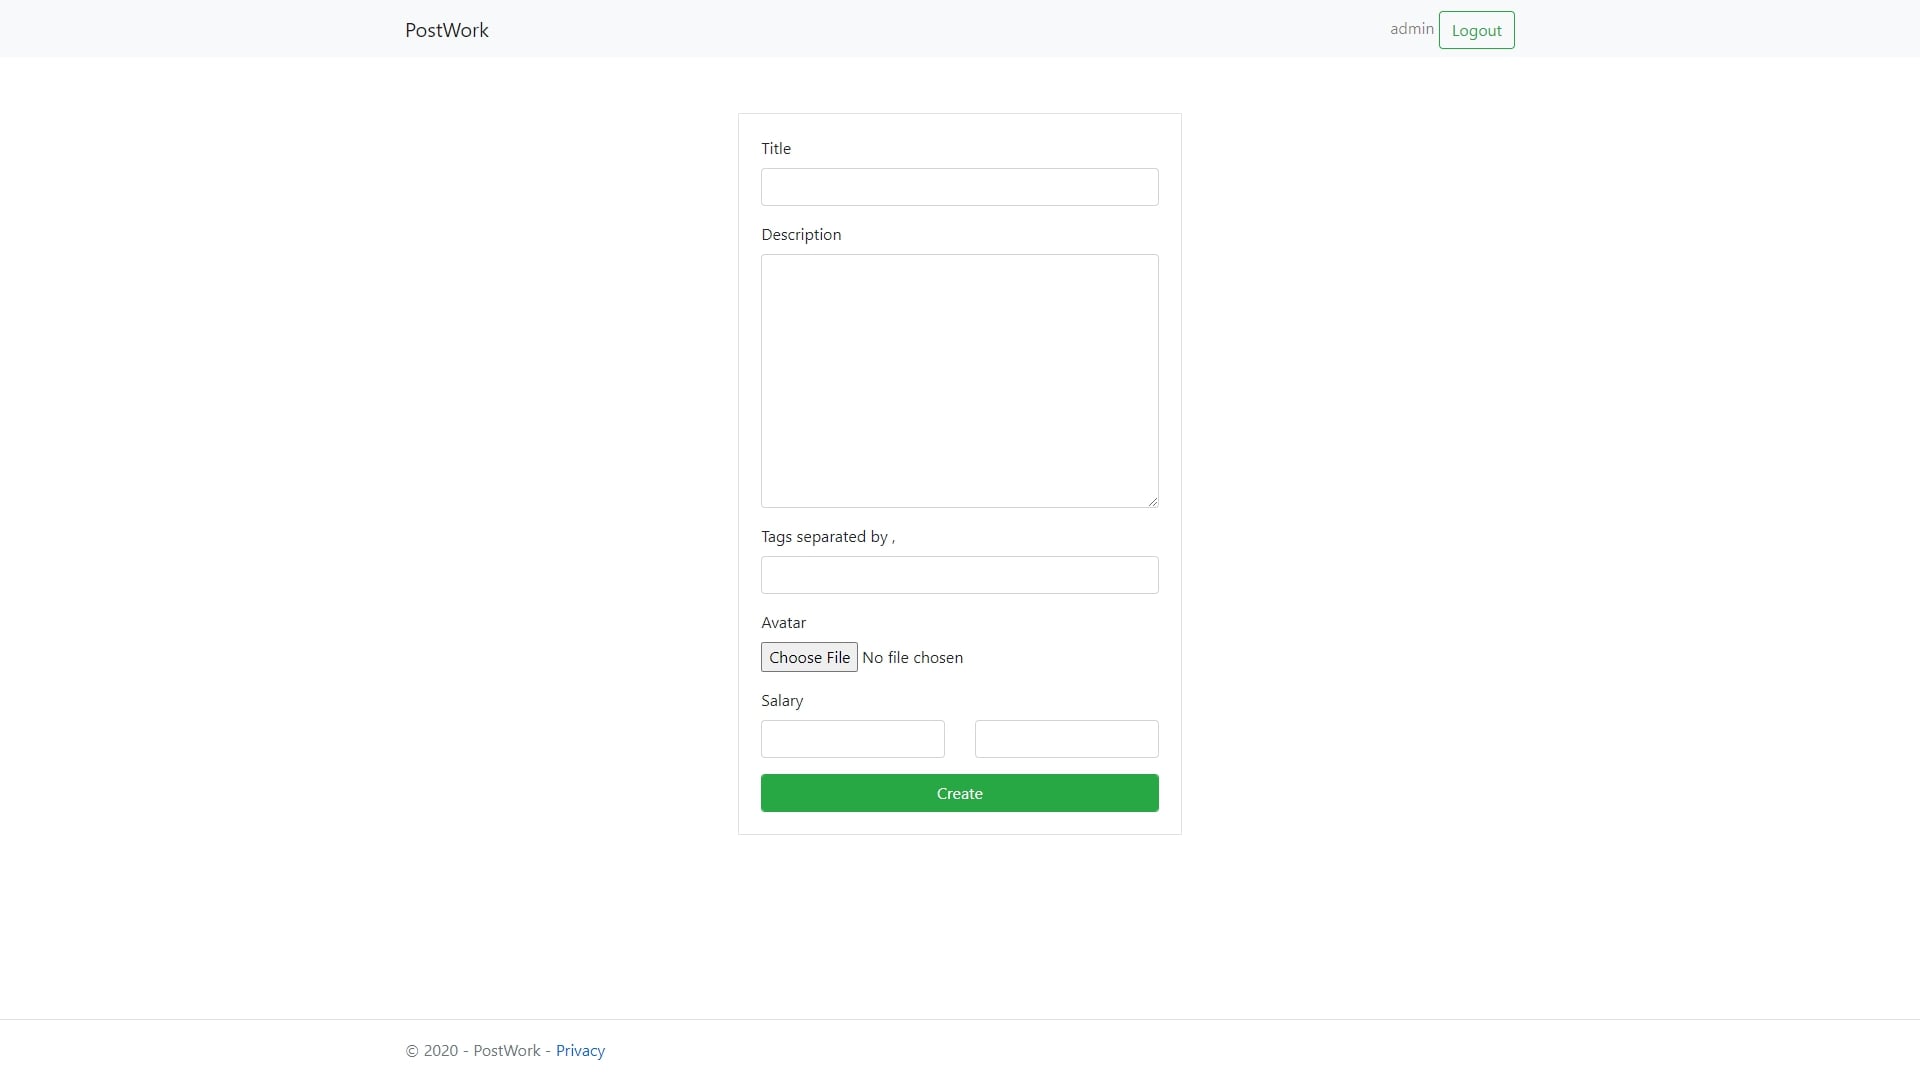 PostWork
admin Logout
Title
Description
Tags separated by ,
Avatar
Choose File No file chosen
Salary
Create
© 2020 - PostWork - Privacy